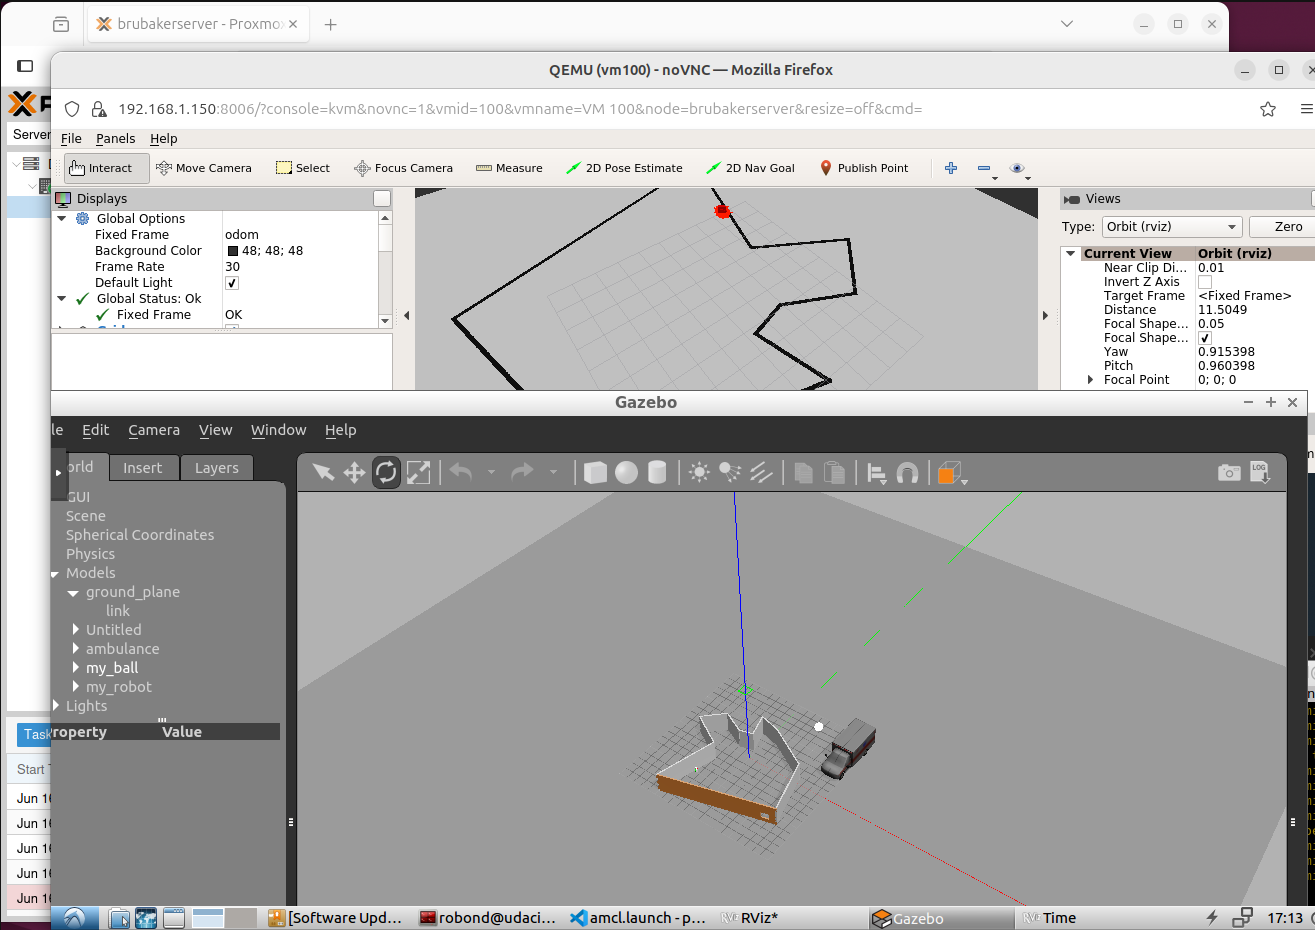 brubakerserver - Proxmo
QEMU (vm100) - noVNC — Mozilla Firefox
192.168.1.150:8006/?console=kvm&novnc=1&vmid=100&vmname=VM 100&node=brubakerserver&resize=off&cmd=
Server
File Panels Help
Interact Move Camera Select Focus Camera Measure 2D Pose Estimate 2D Nav Goal Publish Point
Displays
Global Options
Fixed Frame odom
Background Color 48; 48; 48
Frame Rate 30
Default Light
Global Status: Ok
Fixed Frame OK
Views
Type: Orbit (rviz) Zero
Current View Orbit (rviz)
Near Clip Di... 0.01
Invert Z Axis
Target Frame <Fixed Frame>
Distance 11.5049
Focal Shape... 0.05
Focal Shape...
Yaw 0.915398
Pitch 0.960398
Focal Point 0; 0; 0
Gazebo
le Edit Camera View Window Help
orld Insert Layers
LOG
GUI
Scene
Spherical Coordinates
Physics
Models
ground_plane
link
Untitled
ambulance
my_ball
my_robot
Lights
roperty Value
Task
Start T
Jun 16
Jun 16
Jun 16
Jun 16
Jun 16
[Software Upd... robond@udaci... amcl.launch - p... RViz* Gazebo Time 17:13